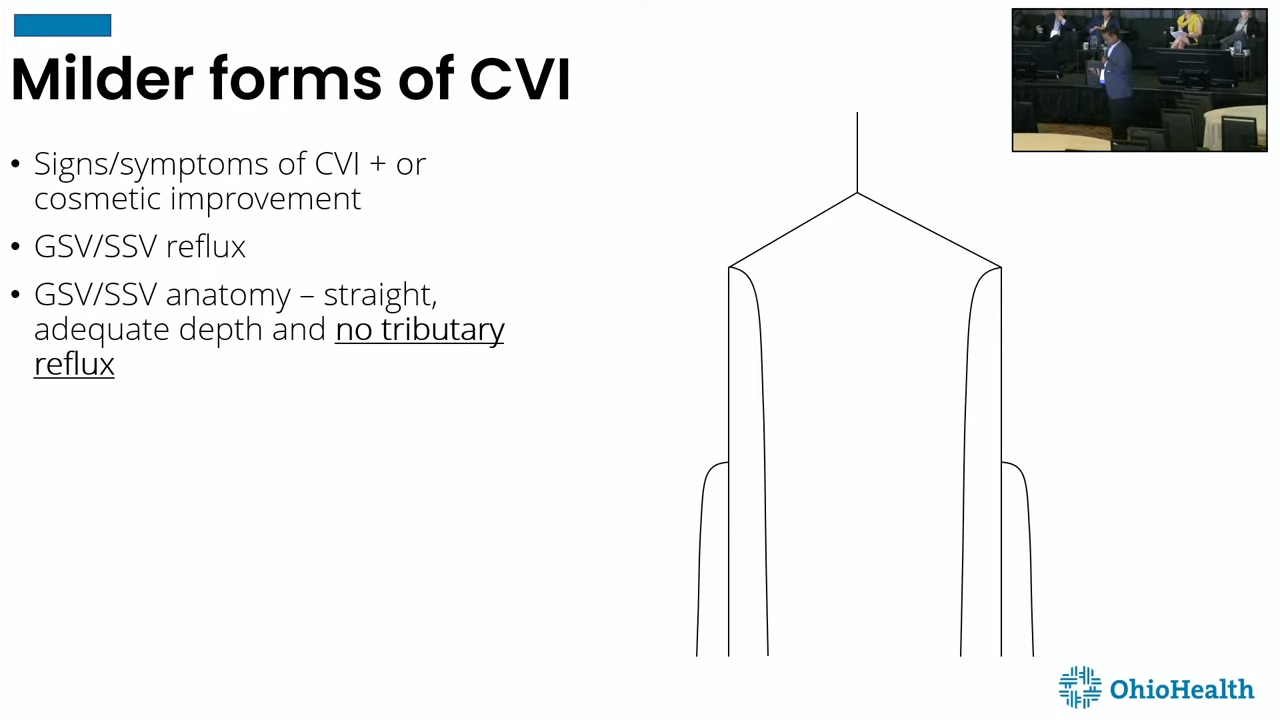 Milder forms of CVI
• Signs/symptoms of CVI + or
cosmetic improvement
• GSV/SSV reflux
• GSV/SSV anatomy – straight,
adequate depth and no tributary
reflux
OhioHealth